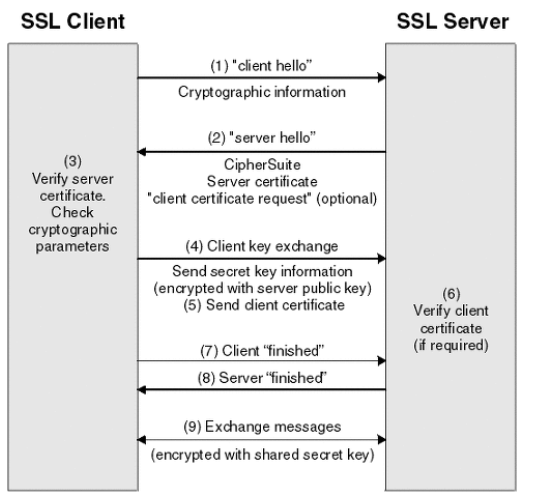 SSL Client
SSL Server
(1) "client hello"
Cryptographic information
(2) "server hello"
CipherSuite
Server certificate
"client certificate request" (optional)
(3)
Verify server
certificate.
Check
cryptographic
parameters
(4) Client key exchange
Send secret key information
(encrypted with server public key)
(5) Send client certificate
(6)
Verify client
certificate
(if required)
(7) Client “finished”
(8) Server “finished”
(9) Exchange messages
(encrypted with shared secret key)